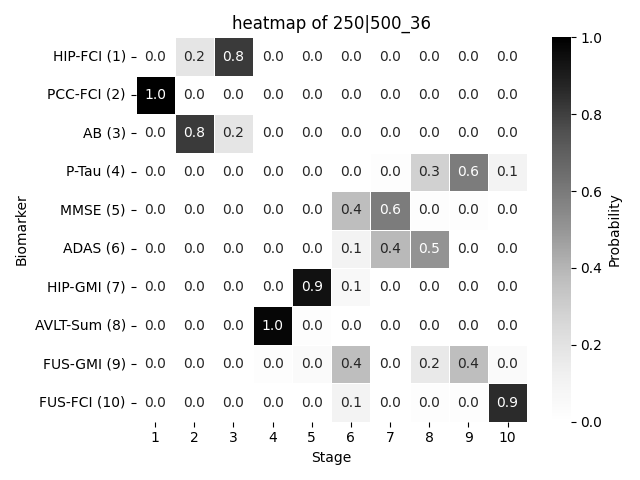 heatmap of 250|500_36
HIP-FCI (1) 0.0 0.2 0.8 0.0 0.0 0.0 0.0 0.0 0.0 0.0
PCC-FCI (2) 1.0 0.0 0.0 0.0 0.0 0.0 0.0 0.0 0.0 0.0
AB (3) 0.0 0.8 0.2 0.0 0.0 0.0 0.0 0.0 0.0 0.0
P-Tau (4) 0.0 0.0 0.0 0.0 0.0 0.0 0.0 0.3 0.6 0.1
MMSE (5) 0.0 0.0 0.0 0.0 0.0 0.4 0.6 0.0 0.0 0.0
ADAS (6) 0.0 0.0 0.0 0.0 0.0 0.1 0.4 0.5 0.0 0.0
HIP-GMI (7) 0.0 0.0 0.0 0.0 0.9 0.1 0.0 0.0 0.0 0.0
AVLT-Sum (8) 0.0 0.0 0.0 1.0 0.0 0.0 0.0 0.0 0.0 0.0
FUS-GMI (9) 0.0 0.0 0.0 0.0 0.0 0.4 0.0 0.2 0.4 0.0
FUS-FCI (10) 0.0 0.0 0.0 0.0 0.0 0.1 0.0 0.0 0.0 0.9
1 2 3 4 5 6 7 8 9 10
Stage
Biomarker
1.0
0.8
0.6
0.4
0.2
0.0
Probability